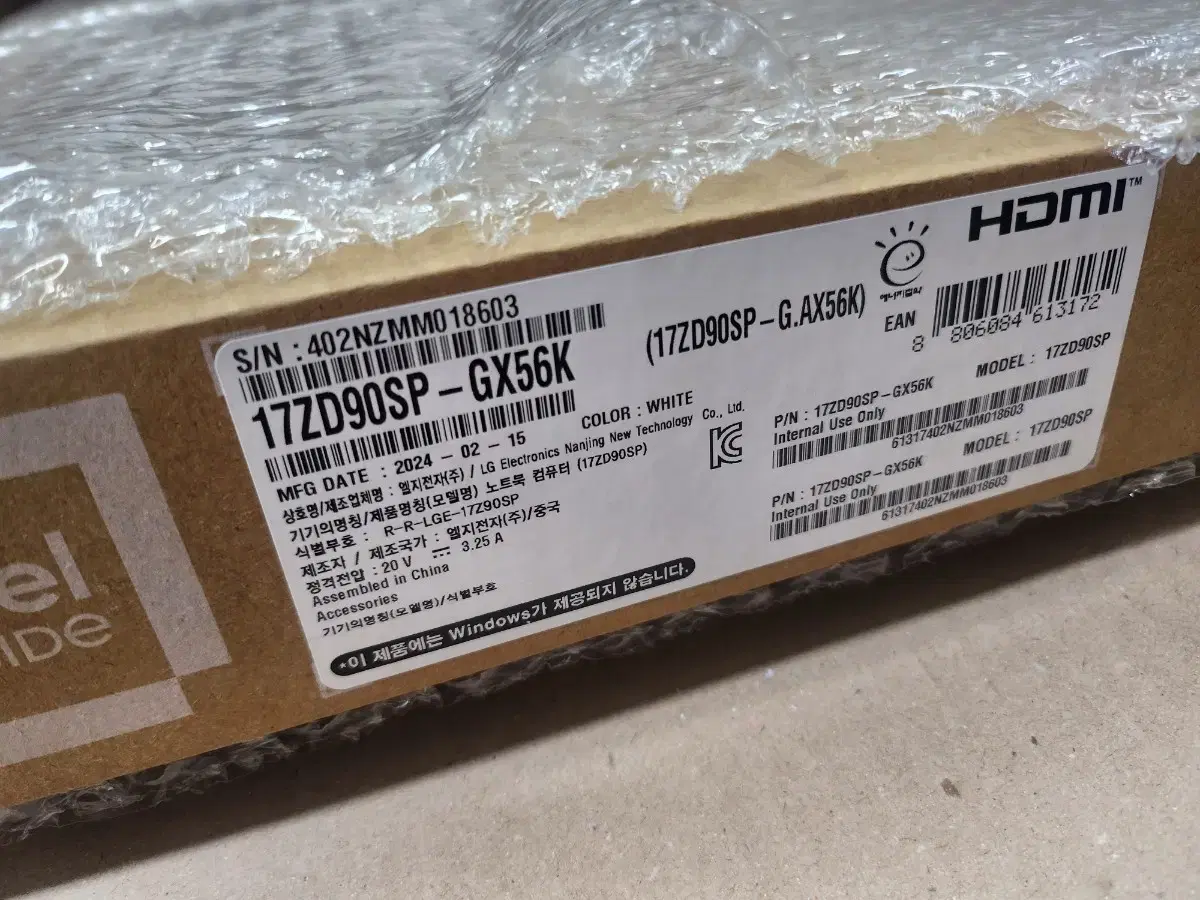 S/N : 402NZMM018603
17ZD90SP - GX56K
(17ZD90SP - G.AX56K)
MFG DATE : 2024 - 02 - 15
COLOR : WHITE
상호명/제조업체명 : 엘지전자(주) / LG Electronics Nanjing New Technology Co., Ltd.
기기의명칭/제품명칭(모델명) 노트북 컴퓨터 (17ZD90SP)
식별부호 : R-R-LGE-17Z90SP
제조자 / 제조국가 : 엘지전자(주)/중국
정격전압 : 20 V ⎓ 3.25 A
Assembled in China
Accessories
기기의명칭(모델명)/식별부호
*이 제품에는 Windows가 제공되지 않습니다.
에너지절약
HDMI™
EAN
8 806084 613172
P/N : 17ZD90SP-GX56K
MODEL : 17ZD90SP
Internal Use Only
61317402NZMM018603
P/N : 17ZD90SP-GX56K
MODEL : 17ZD90SP
Internal Use Only
61317402NZMM018603
el
IDe